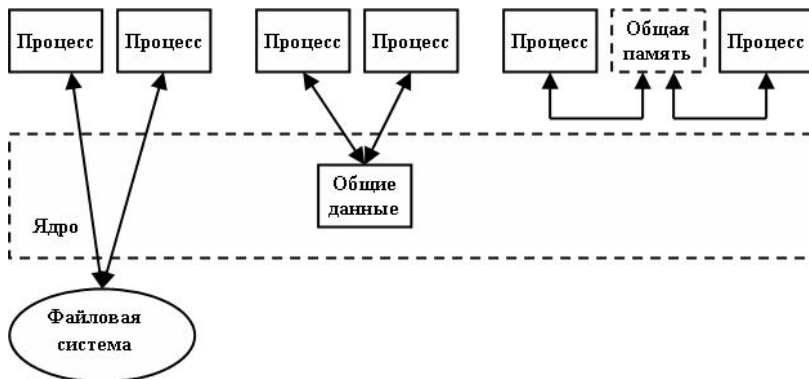 Процесс
Процесс
Процесс
Процесс
Процесс
Общая
память
Процесс
Общие
данные
Ядро
Файловая
система